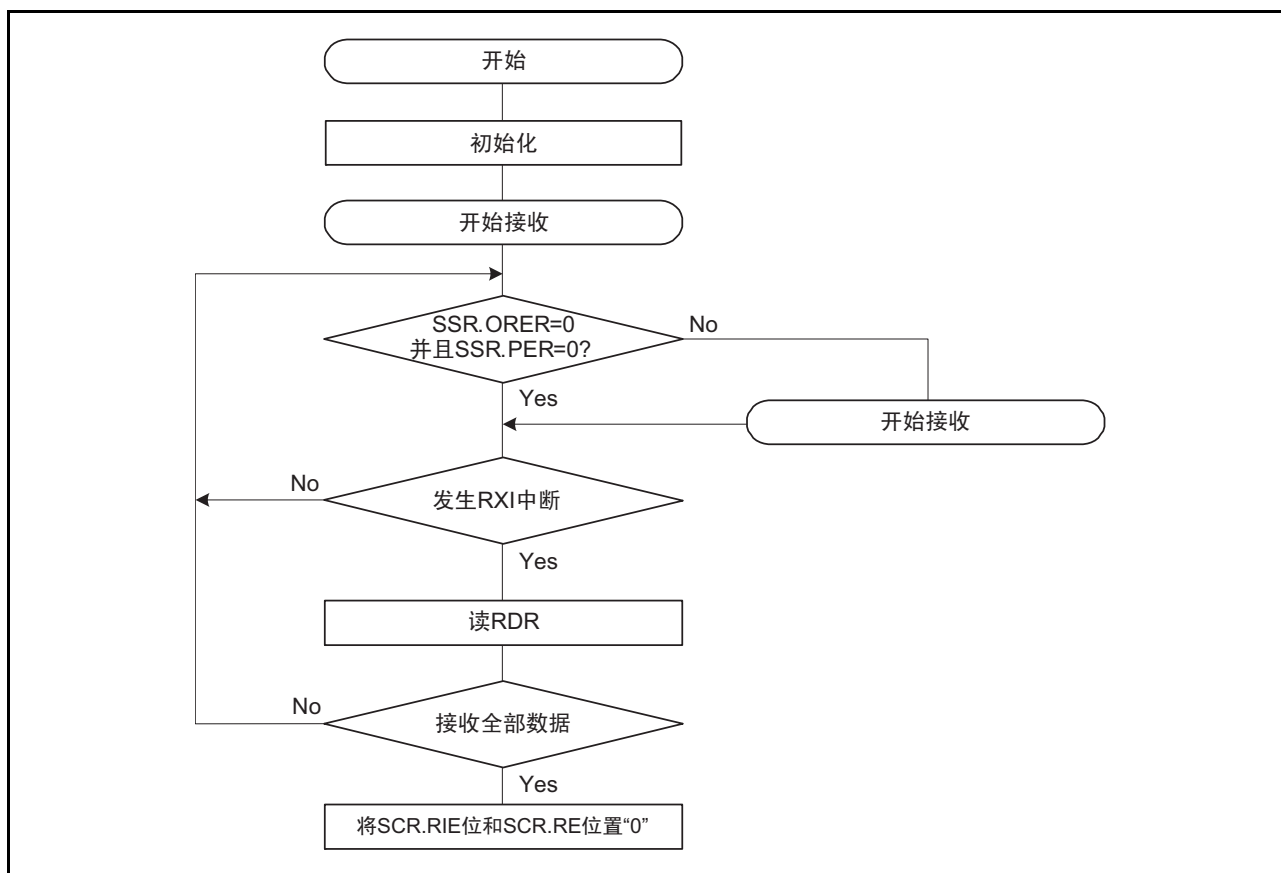 开始
初始化
开始接收
SSR.ORER=0
并且SSR.PER=0?
No
Yes
开始接收
No
发生RXI中断
Yes
读RDR
No
接收全部数据
Yes
将SCR.RIE位和SCR.RE位置“0”